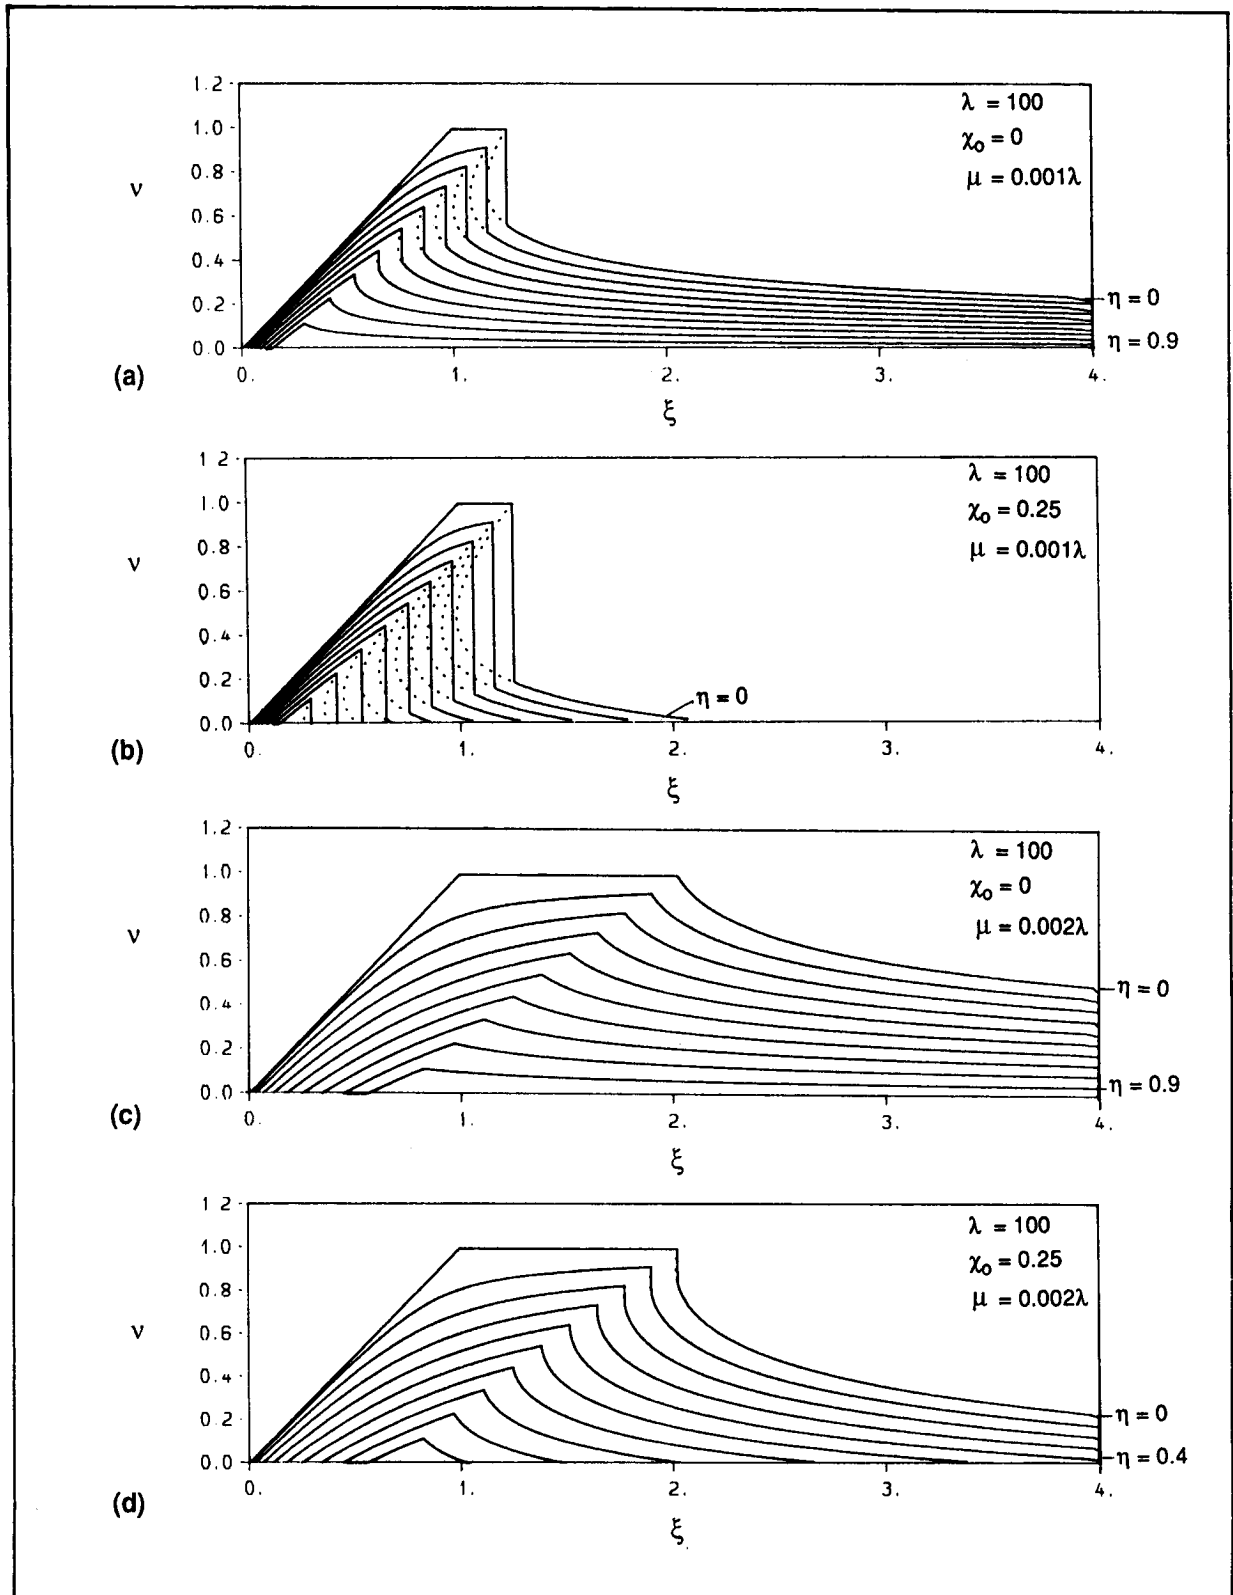 1.2
1.0
0.8
0.6
0.4
0.2
0.0
ν
λ = 100
χ₀ = 0
μ = 0.001λ
η = 0
η = 0.9
0. 1. 2. 3. 4.
(a)
ξ
1 2
1.0
0.8
0.6
0.4
0.2
0.0
ν
λ = 100
χ₀ = 0.25
μ = 0.001λ
η = 0
0. 1. 2. 3. 4.
(b)
ξ
1.2
1.0
0.8
0.6
0.4
0.2
0.0
ν
λ = 100
χ₀ = 0
μ = 0.002λ
η = 0
η = 0.9
0. 1. 2. 3. 4.
(c)
ξ
1 2
1.0
0.8
0.6
0.4
0.2
0.0
ν
λ = 100
χ₀ = 0.25
μ = 0.002λ
η = 0
η = 0.4
0. 1. 2. 3. 4.
(d)
ξ